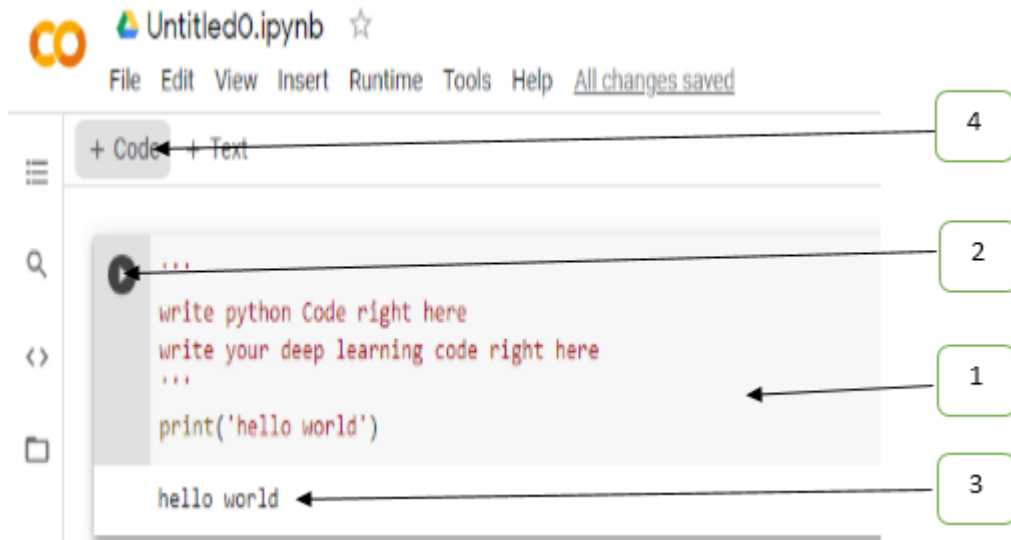 Untitled0.ipynb
File Edit View Insert Runtime Tools Help All changes saved
4
+ Code + Text
2
'''
write python Code right here
write your deep learning code right here
'''
1
print('hello world')
3
hello world